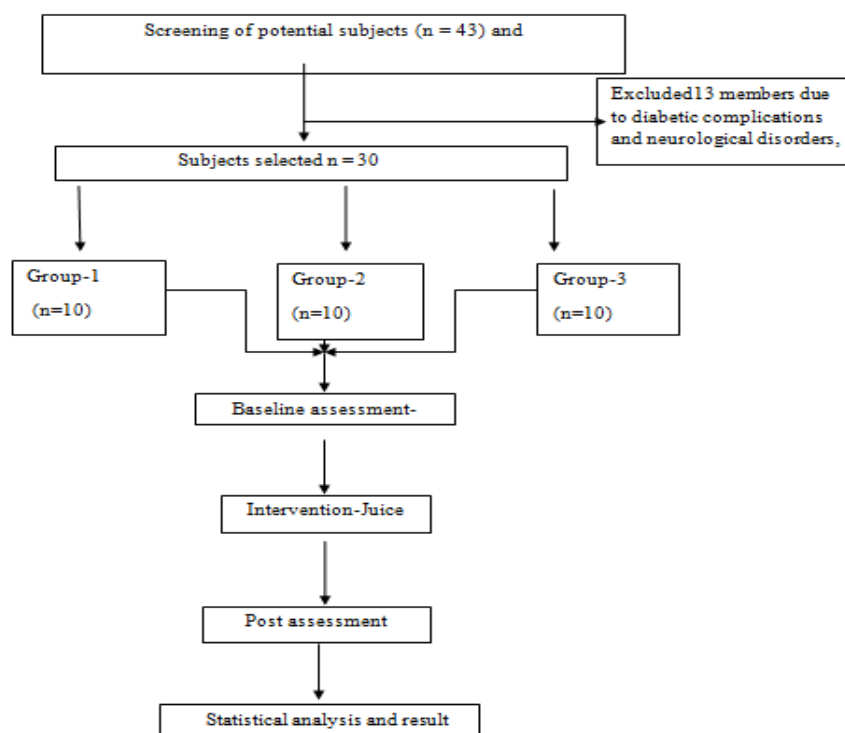 Screening of potential subjects (n = 43) and
Excluded13 members due
to diabetic complications
and neurological disorders,
Subjects selected n = 30
Group-1
(n=10)
Group-2
(n=10)
Group-3
(n=10)
Baseline assessment-
Intervention-Juice
Post assessment
Statistical analysis and result